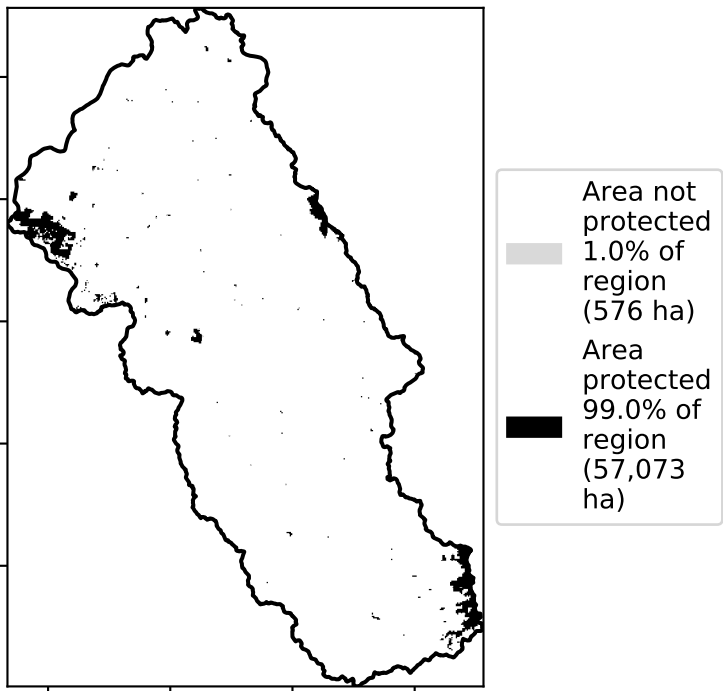 Area not
protected
1.0% of
region
(576 ha)
Area
protected
99.0% of
region
(57,073
ha)